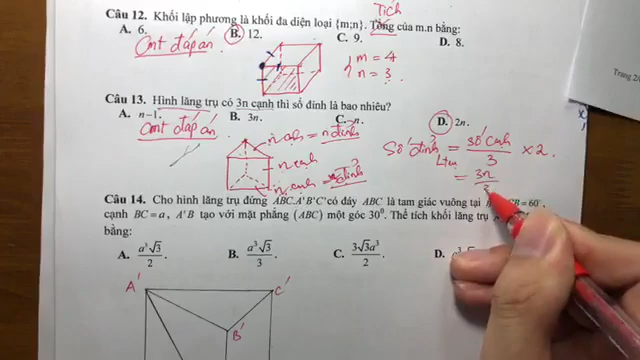 Tích
Câu 12. Khối lập phương là khối đa diện loại {m;n}. Tổng của m.n bằng:
A. 6. B. 12. C. 9. D. 8.
Cmt đáp án
m = 4
n = 3
Câu 13. Hình lăng trụ có 3n cạnh thì số đỉnh là bao nhiêu?
A. n−1. B. 3n. C. n. D. 2n.
Cmt đáp án
n cạnh = n đỉnh
n cạnh
n cạnh = n đỉnh
Số đỉnh Ltru = số cạnh / 3 × 2.
= 3n / 3
Câu 14. Cho hình lăng trụ đứng ABC.A'B'C' có đáy ABC là tam giác vuông tại = 60°,
cạnh BC = a, A'B tạo với mặt phẳng (ABC) một góc 30°. Thể tích khối lăng trụ
bằng:
A. a³√3 / 2. B. a³√3 / 3. C. 3√3a³ / 2. D.
A' C'
B'